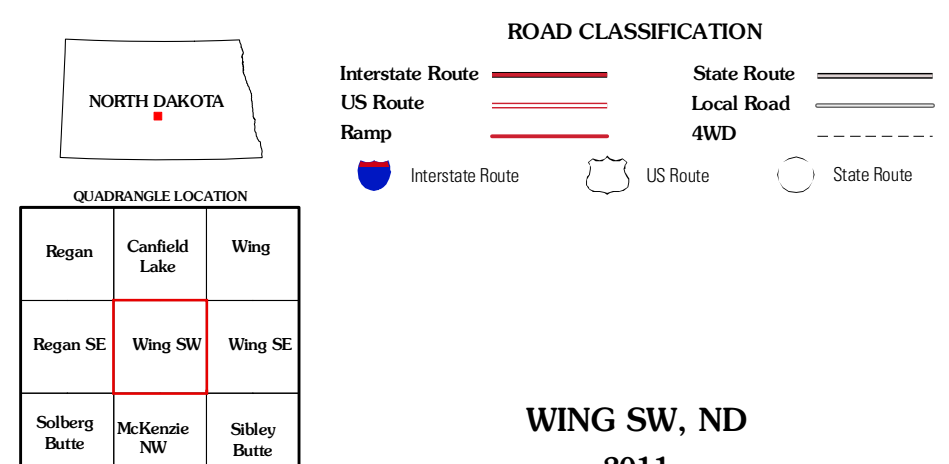 ROAD CLASSIFICATION
Interstate Route
State Route
US Route
Local Road
Ramp
4WD
Interstate Route
US Route
State Route
NORTH DAKOTA
QUADRANGLE LOCATION
Regan
Canfield
Lake
Wing
Regan SE
Wing SW
Wing SE
Solberg
Butte
McKenzie
NW
Sibley
Butte
WING SW, ND
2011